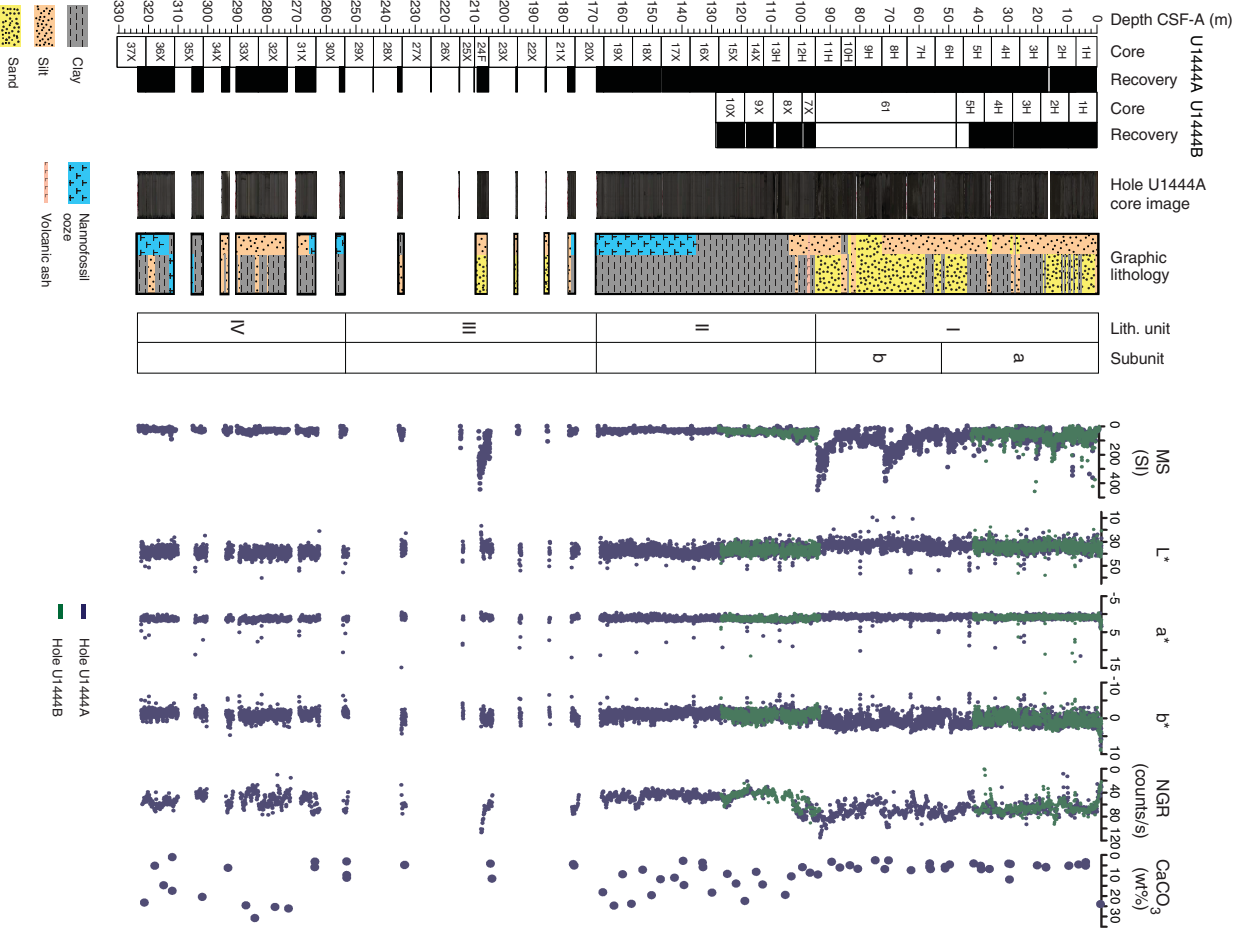 330 320 310 300 290 280 270 260 250 240 230 220 210 200 190 180 170 160 150 140 130 120 110 100 90 80 70 60 50 40 30 20 10 0 Depth CSF-A (m)
U1444A
37X 36X 35X 34X 33X 32X 31X 30X 29X 28X 27X 26X 25X 24F 23X 22X 21X 20X 19X 18X 17X 16X 15X 14X 13H 12H 11H 10H 9H 8H 7H 6H 5H 4H 3H 2H 1H Core
Recovery
U1444B
10X 9X 8X 7X 61 5H 4H 3H 2H 1H Core
Recovery
Hole U1444A
core image
Graphic
lithology
IV III II I Lith. unit
b a Subunit
Clay
Silt
Sand
Nannofossil
ooze
Volcanic ash
Hole U1444A
Hole U1444B
0 200 400
MS
(SI)
10 30 50
L*
-5 5 15
a*
-10 0 10
b*
0 40 80 120
NGR
(counts/s)
0 10 20 30
CaCO3
(wt%)